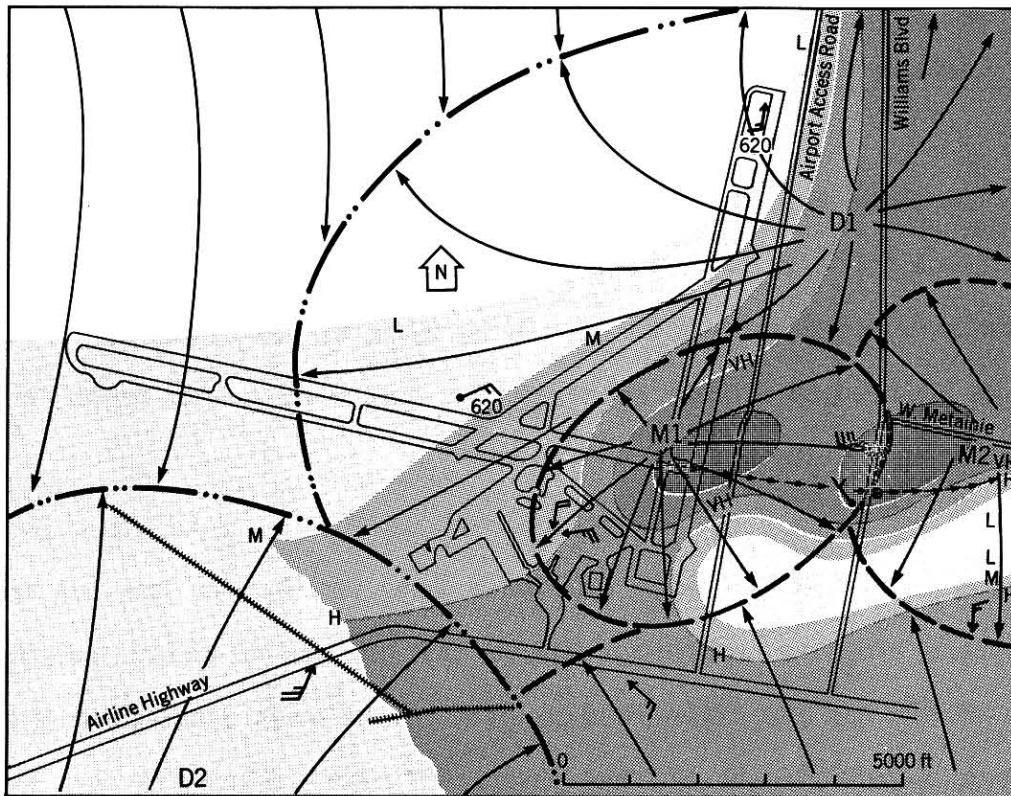 L
Airport Access Road
Williams Blvd
620
D1
N
L
M
VH
620
M1
W. Metairie
M2
VH
H
VH
M
L
L
M
H
H
H
Airline Highway
D2
0
5000 ft